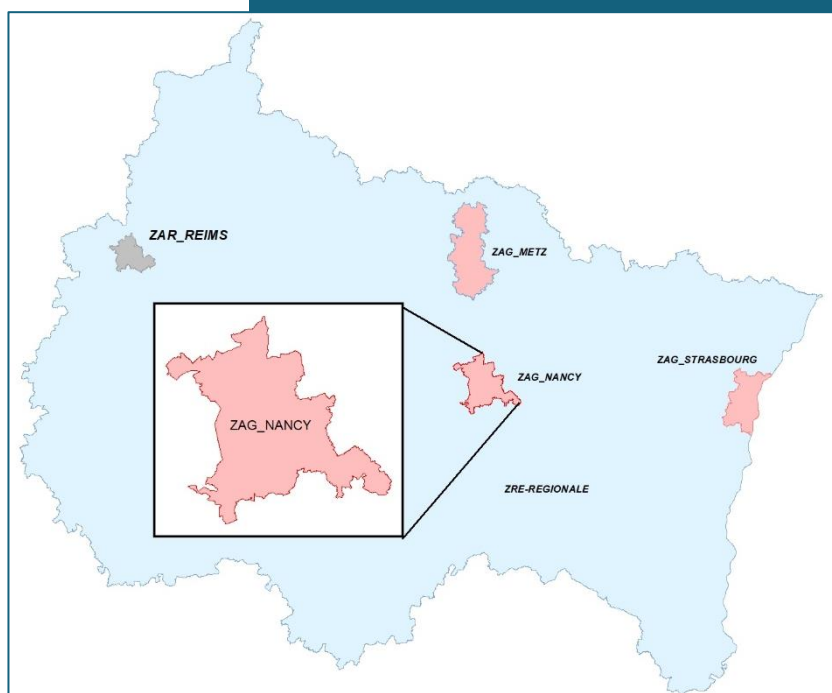 ZAR_REIMS
ZAG_METZ
ZAG_STRASBOURG
ZAG_NANCY
ZAG_NANCY
ZRE-REGIONALE